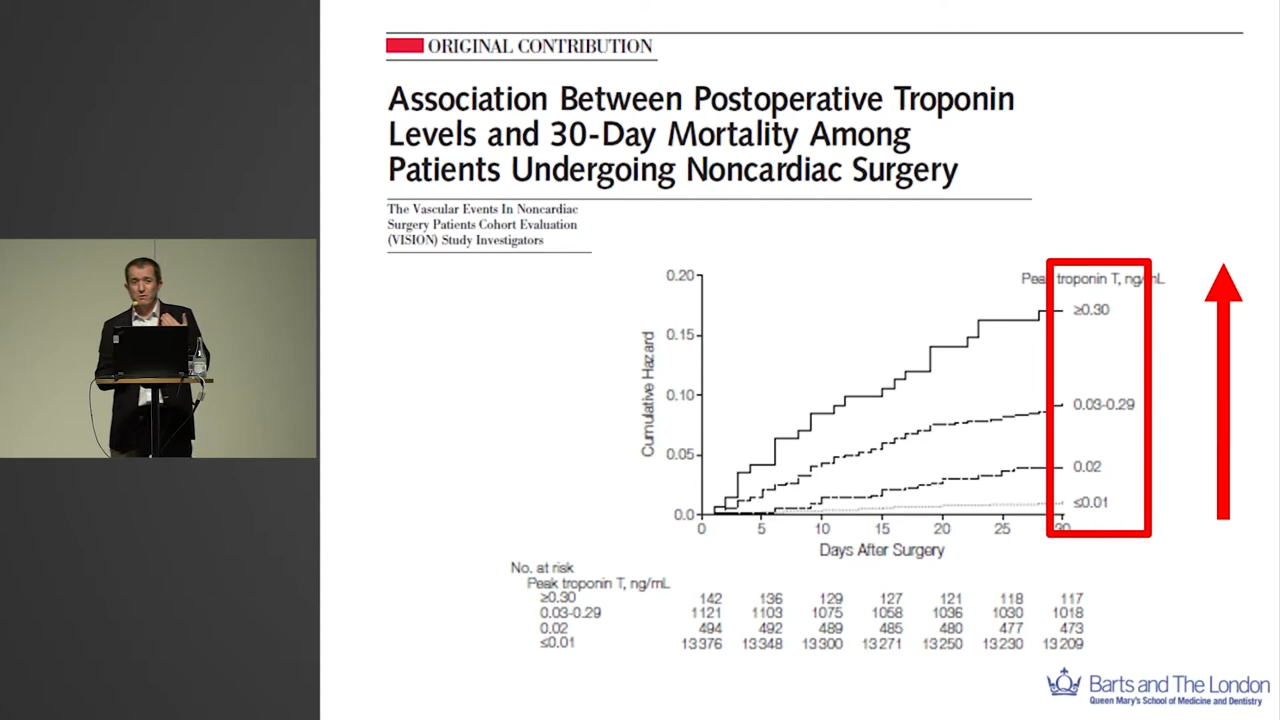 ORIGINAL CONTRIBUTION
Association Between Postoperative Troponin
Levels and 30-Day Mortality Among
Patients Undergoing Noncardiac Surgery
The Vascular Events In Noncardiac
Surgery Patients Cohort Evaluation
(VISION) Study Investigators
Peak troponin T, ng/mL
0.20
≥0.30
0.15
0.10
0.03-0.29
0.05
0.02
≤0.01
0.0
Cumulative Hazard
0 5 10 15 20 25 30
Days After Surgery
No. at risk
Peak troponin T, ng/mL
≥0.30 142 136 129 127 121 118 117
0.03-0.29 1121 1103 1075 1058 1036 1030 1018
0.02 494 492 489 485 480 477 473
≤0.01 13376 13348 13300 13271 13250 13230 13209
Barts and The London
Queen Mary's School of Medicine and Dentistry